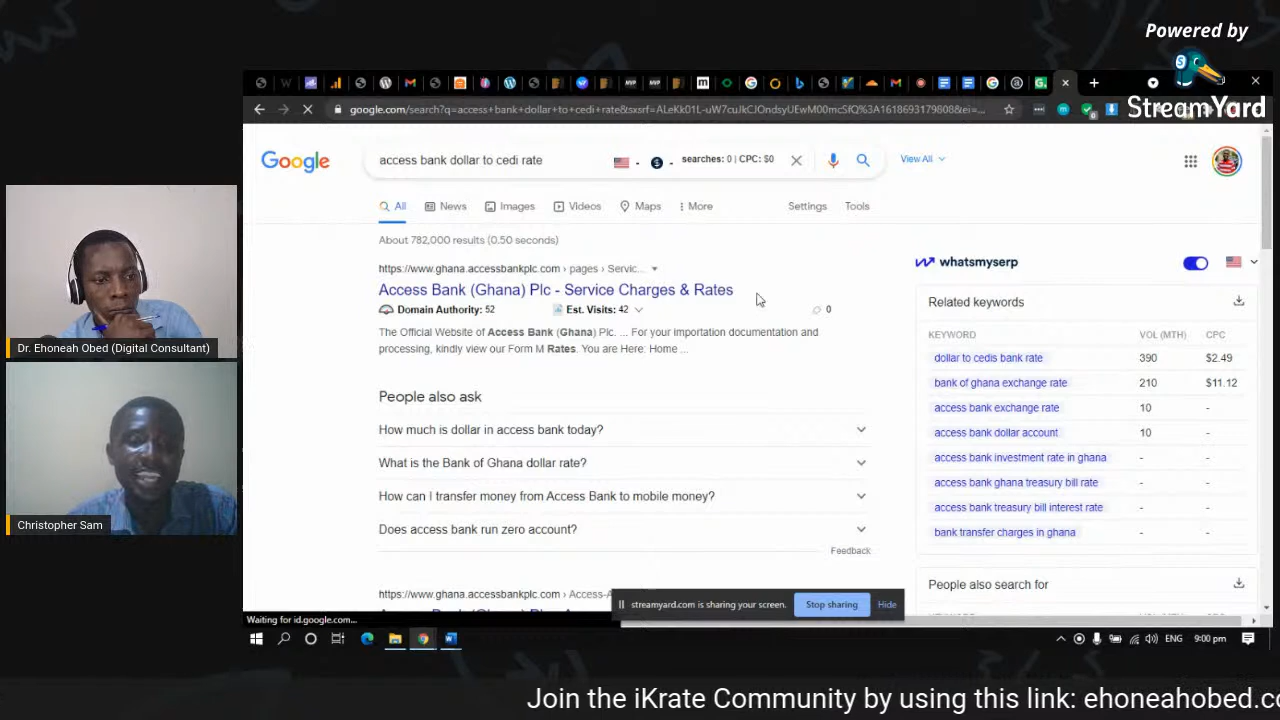 Powered by
StreamYard
google.com/search?q=access+bank+dollar+to+cedi+rate&sxsrf=ALeKk01L-uW7cuJkCJOndsyUEwM00mcSfQ%3A1618693179808&ei=...
Google
access bank dollar to cedi rate
searches: 0 | CPC: $0
View All
All
News
Images
Videos
Maps
More
Settings
Tools
About 782,000 results (0.50 seconds)
https://www.ghana.accessbankplc.com › pages › Servic...
Access Bank (Ghana) Plc - Service Charges & Rates
Domain Authority: 52
Est. Visits: 42
0
The Official Website of Access Bank (Ghana) Plc. ... For your importation documentation and
processing, kindly view our Form M Rates. You are Here: Home ...
People also ask
How much is dollar in access bank today?
What is the Bank of Ghana dollar rate?
How can I transfer money from Access Bank to mobile money?
Does access bank run zero account?
Feedback
https://www.ghana.accessbankplc.com › Access-A
whatsmyserp
Related keywords
KEYWORD VOL (MTH) CPC
dollar to cedis bank rate 390 $2.49
bank of ghana exchange rate 210 $11.12
access bank exchange rate 10 -
access bank dollar account 10 -
access bank investment rate in ghana - -
access bank ghana treasury bill rate - -
access bank treasury bill interest rate - -
bank transfer charges in ghana - -
People also search for
streamyard.com is sharing your screen.
Stop sharing
Hide
Waiting for id.google.com...
ENG
9:00 pm
Dr. Ehoneah Obed (Digital Consultant)
Christopher Sam
Join the iKrate Community by using this link: ehoneahobed.c